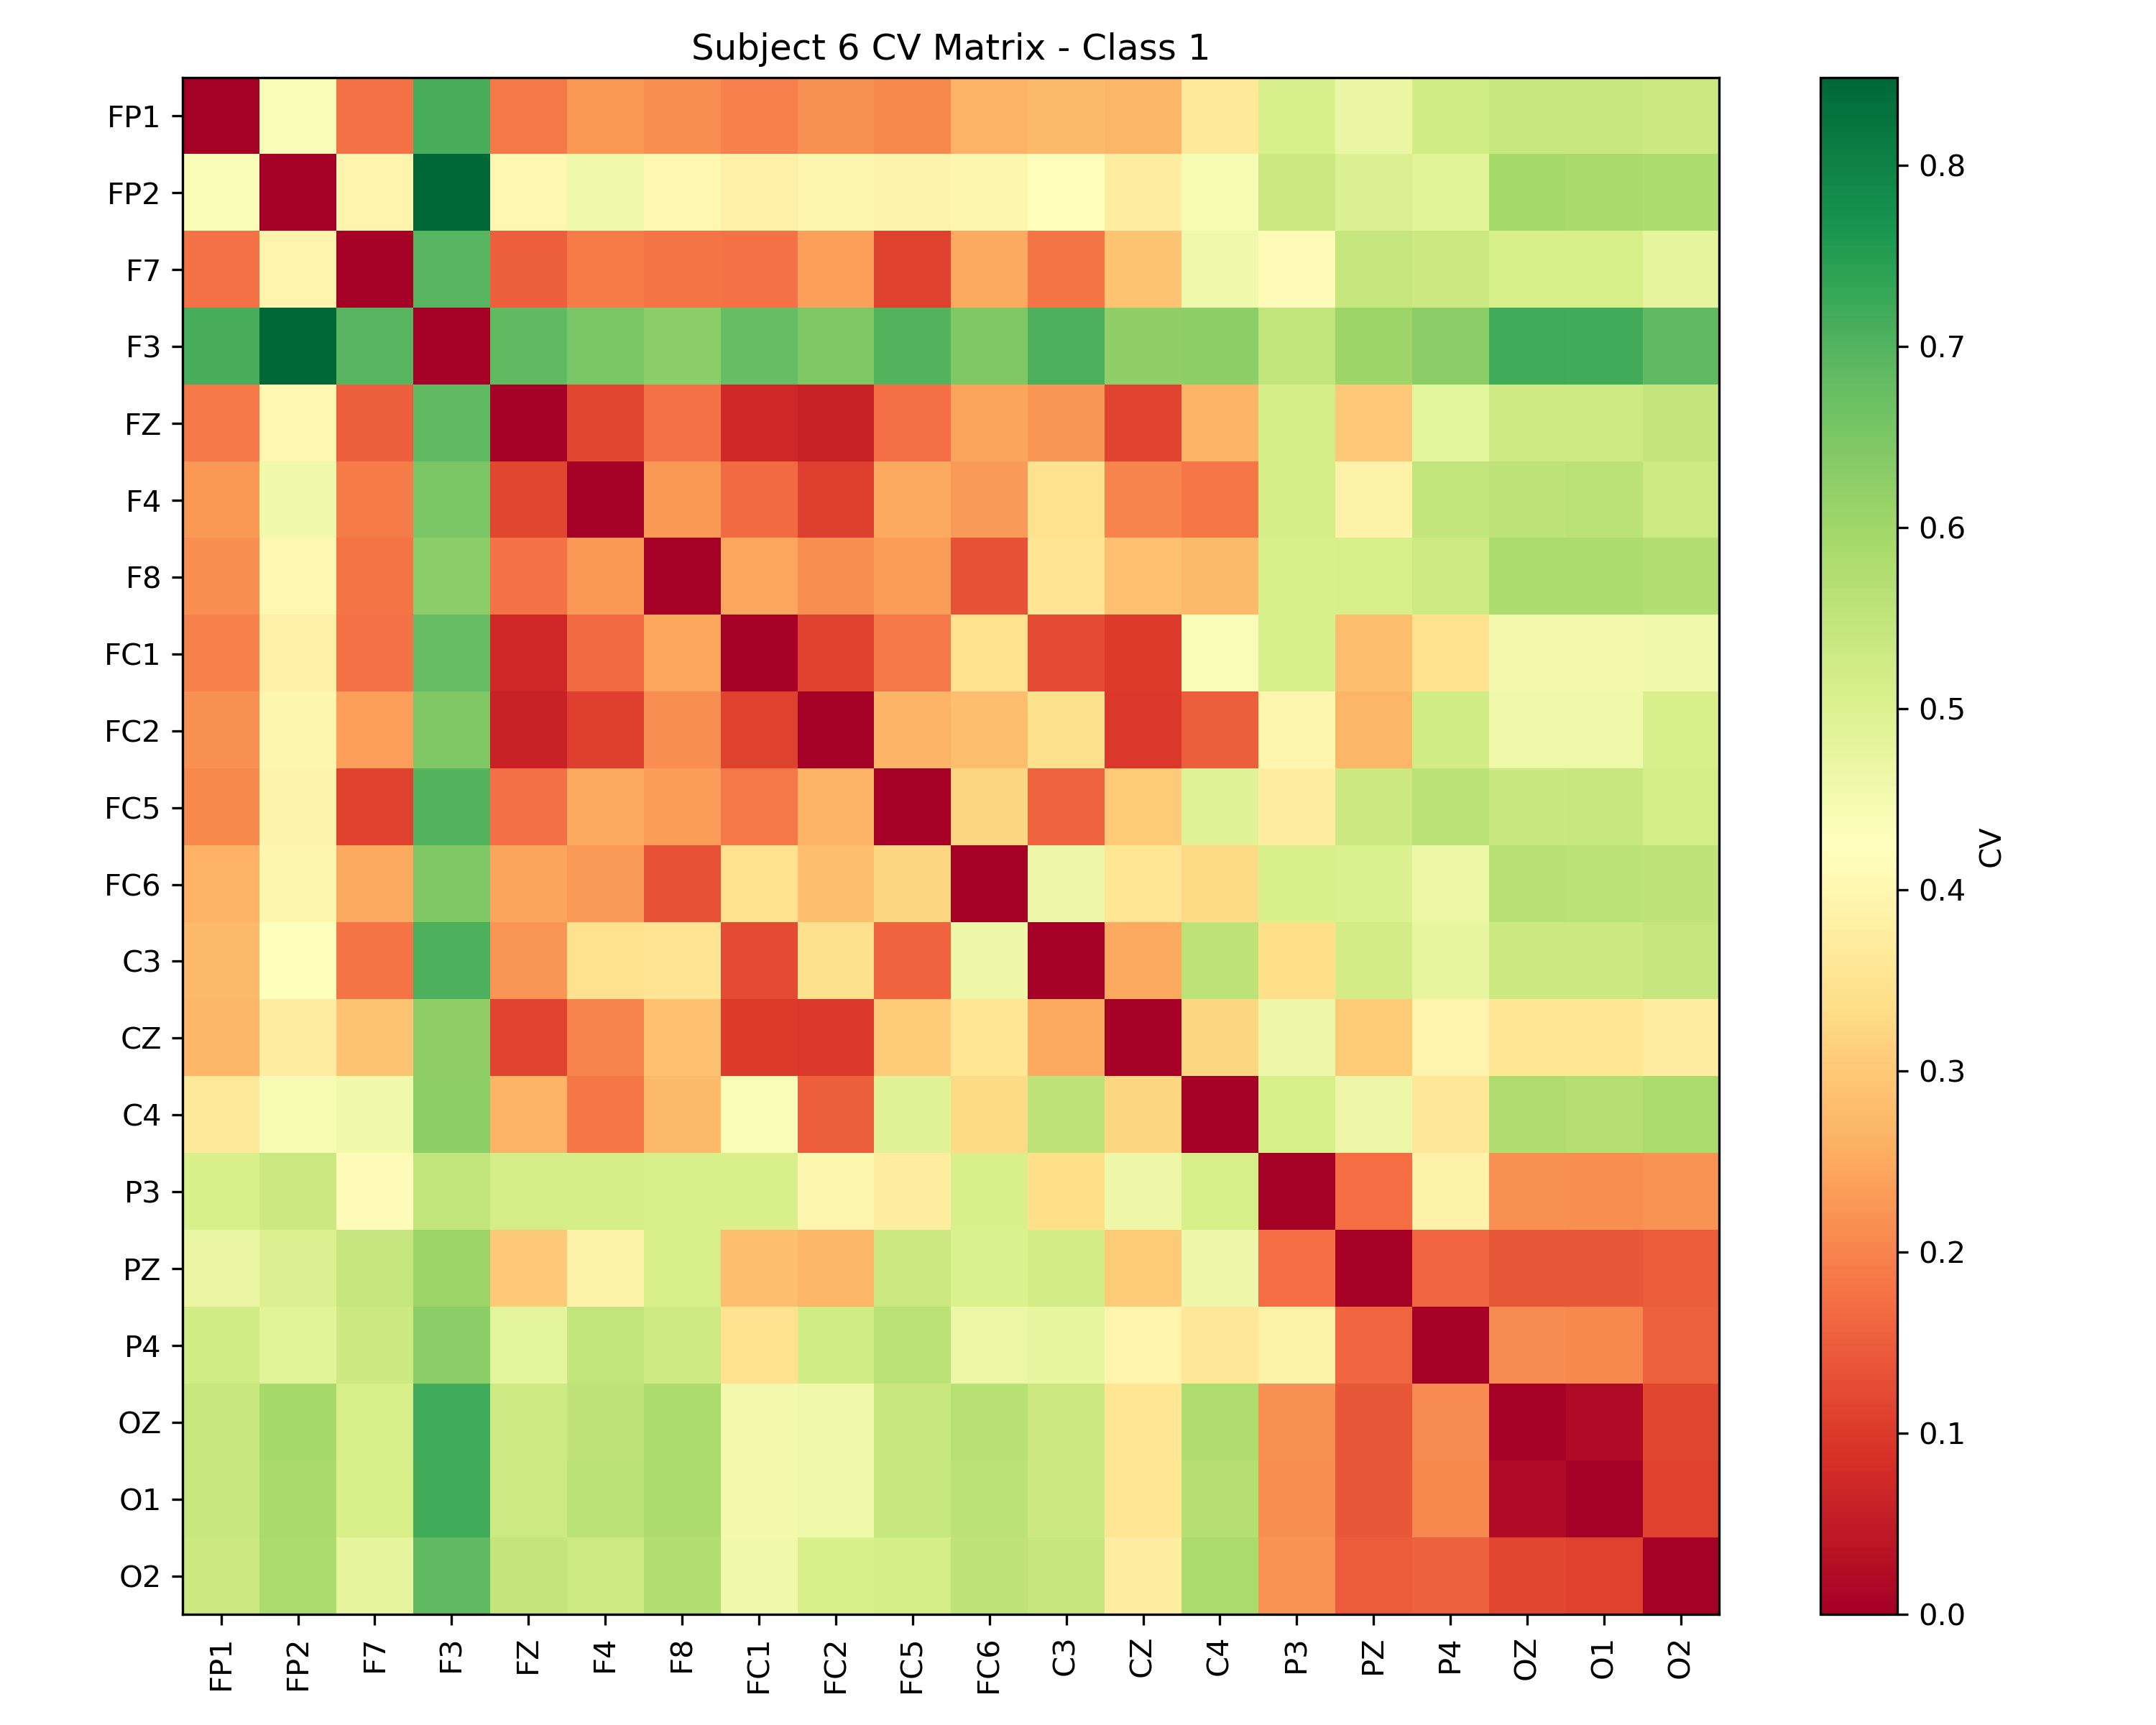 Subject 6 CV Matrix - Class 1
FP1
FP2
F7
F3
FZ
F4
F8
FC1
FC2
FC5
FC6
C3
CZ
C4
P3
PZ
P4
OZ
O1
O2
FP1 FP2 F7 F3 FZ F4 F8 FC1 FC2 FC5 FC6 C3 CZ C4 P3 PZ P4 OZ O1 O2
0.8
0.7
0.6
0.5
0.4
0.3
0.2
0.1
0.0
CV